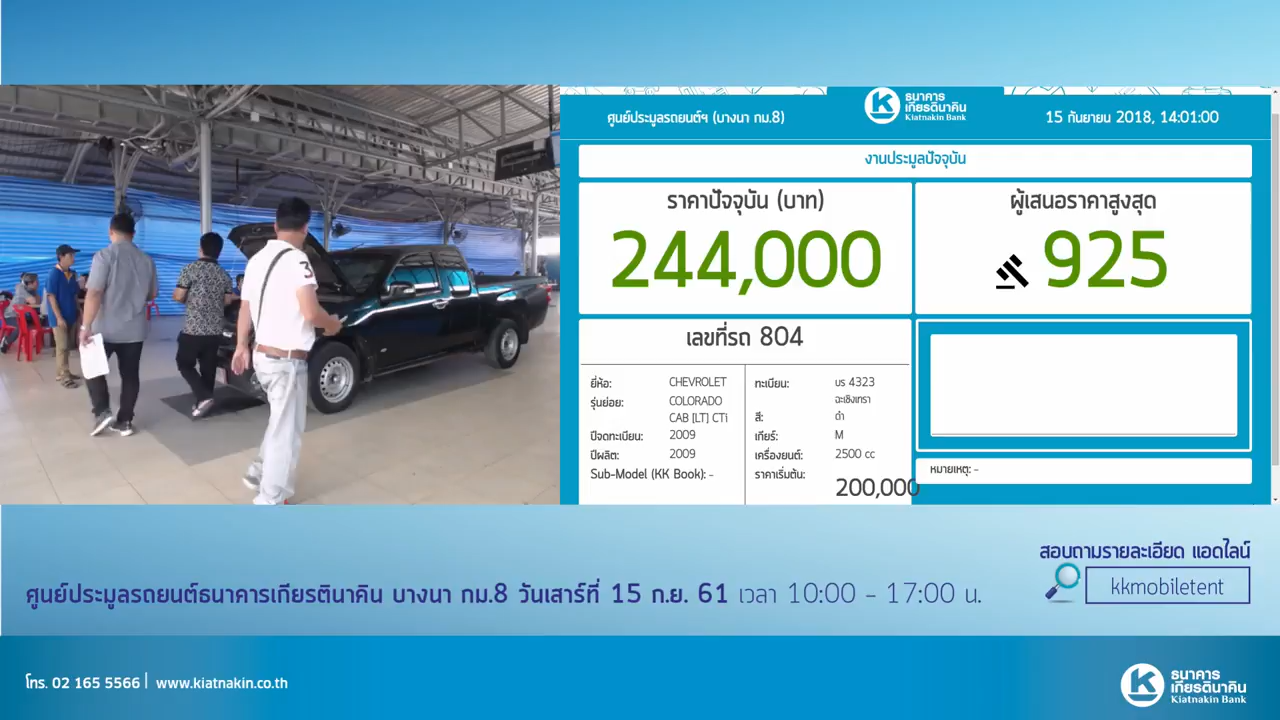 ศูนย์ประมูลรถยนต์ฯ (บางนา กม.8)
ธนาคาร
เกียรตินาคิน
Kiatnakin Bank
15 กันยายน 2018, 14:01:00
งานประมูลปัจจุบัน
ราคาปัจจุบัน (บาท)
244,000
ผู้เสนอราคาสูงสุด
925
เลขที่รถ 804
ยี่ห้อ: CHEVROLET
รุ่นย่อย: COLORADO
CAB [LT] CTi
ปีจดทะเบียน: 2009
ปีผลิต: 2009
Sub-Model (KK Book): -
ทะเบียน: บร 4323
ฉะเชิงเทรา
สี: ดำ
เกียร์: M
เครื่องยนต์: 2500 cc
ราคาเริ่มต้น: 200,000
หมายเหตุ: -
สอบถามรายละเอียด แอดไลน์
kkmobiletent
ศูนย์ประมูลรถยนต์ธนาคารเกียรตินาคิน บางนา กม.8 วันเสาร์ที่ 15 ก.ย. 61 เวลา 10:00 - 17:00 น.
โทร. 02 165 5566 | www.kiatnakin.co.th
ธนาคาร
เกียรตินาคิน
Kiatnakin Bank